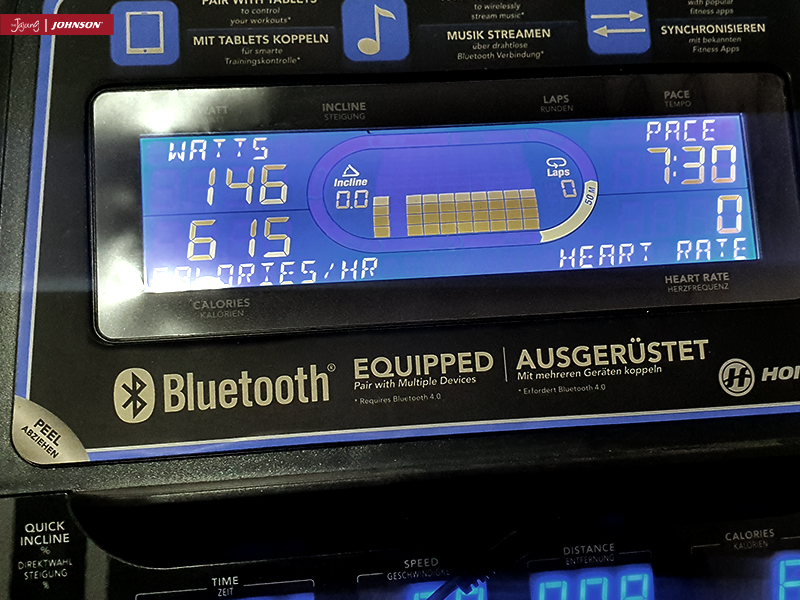 JOHNSON
PAIR WITH TABLETS
to control
your workouts*
MIT TABLETS KOPPELN
für smarte
Trainingskontrolle*
wirelessly
stream music*
MUSIK STREAMEN
über drahtlose
Bluetooth Verbindung*
with popular
fitness apps
SYNCHRONISIEREN
mit bekannten
Fitness Apps
INCLINE
STEIGUNG
LAPS
RUNDEN
PACE
TEMPO
WATTS
146
615
CALORIES/HR
Incline
0.0
Laps
0
50 M
PACE
7:30
0
HEART RATE
CALORIES
KALORIEN
HEART RATE
HERZFREQUENZ
Bluetooth®
EQUIPPED
Pair with Multiple Devices
* Requires Bluetooth 4.0
AUSGERÜSTET
Mit mehreren Geräten koppeln
* Erfordert Bluetooth 4.0
PEEL
ABZIEHEN
QUICK
INCLINE
%
DIREKTWAHL
STEIGUNG
%
TIME
ZEIT
SPEED
DISTANCE
ENTFERNUNG
CALORIES
KALORIEN